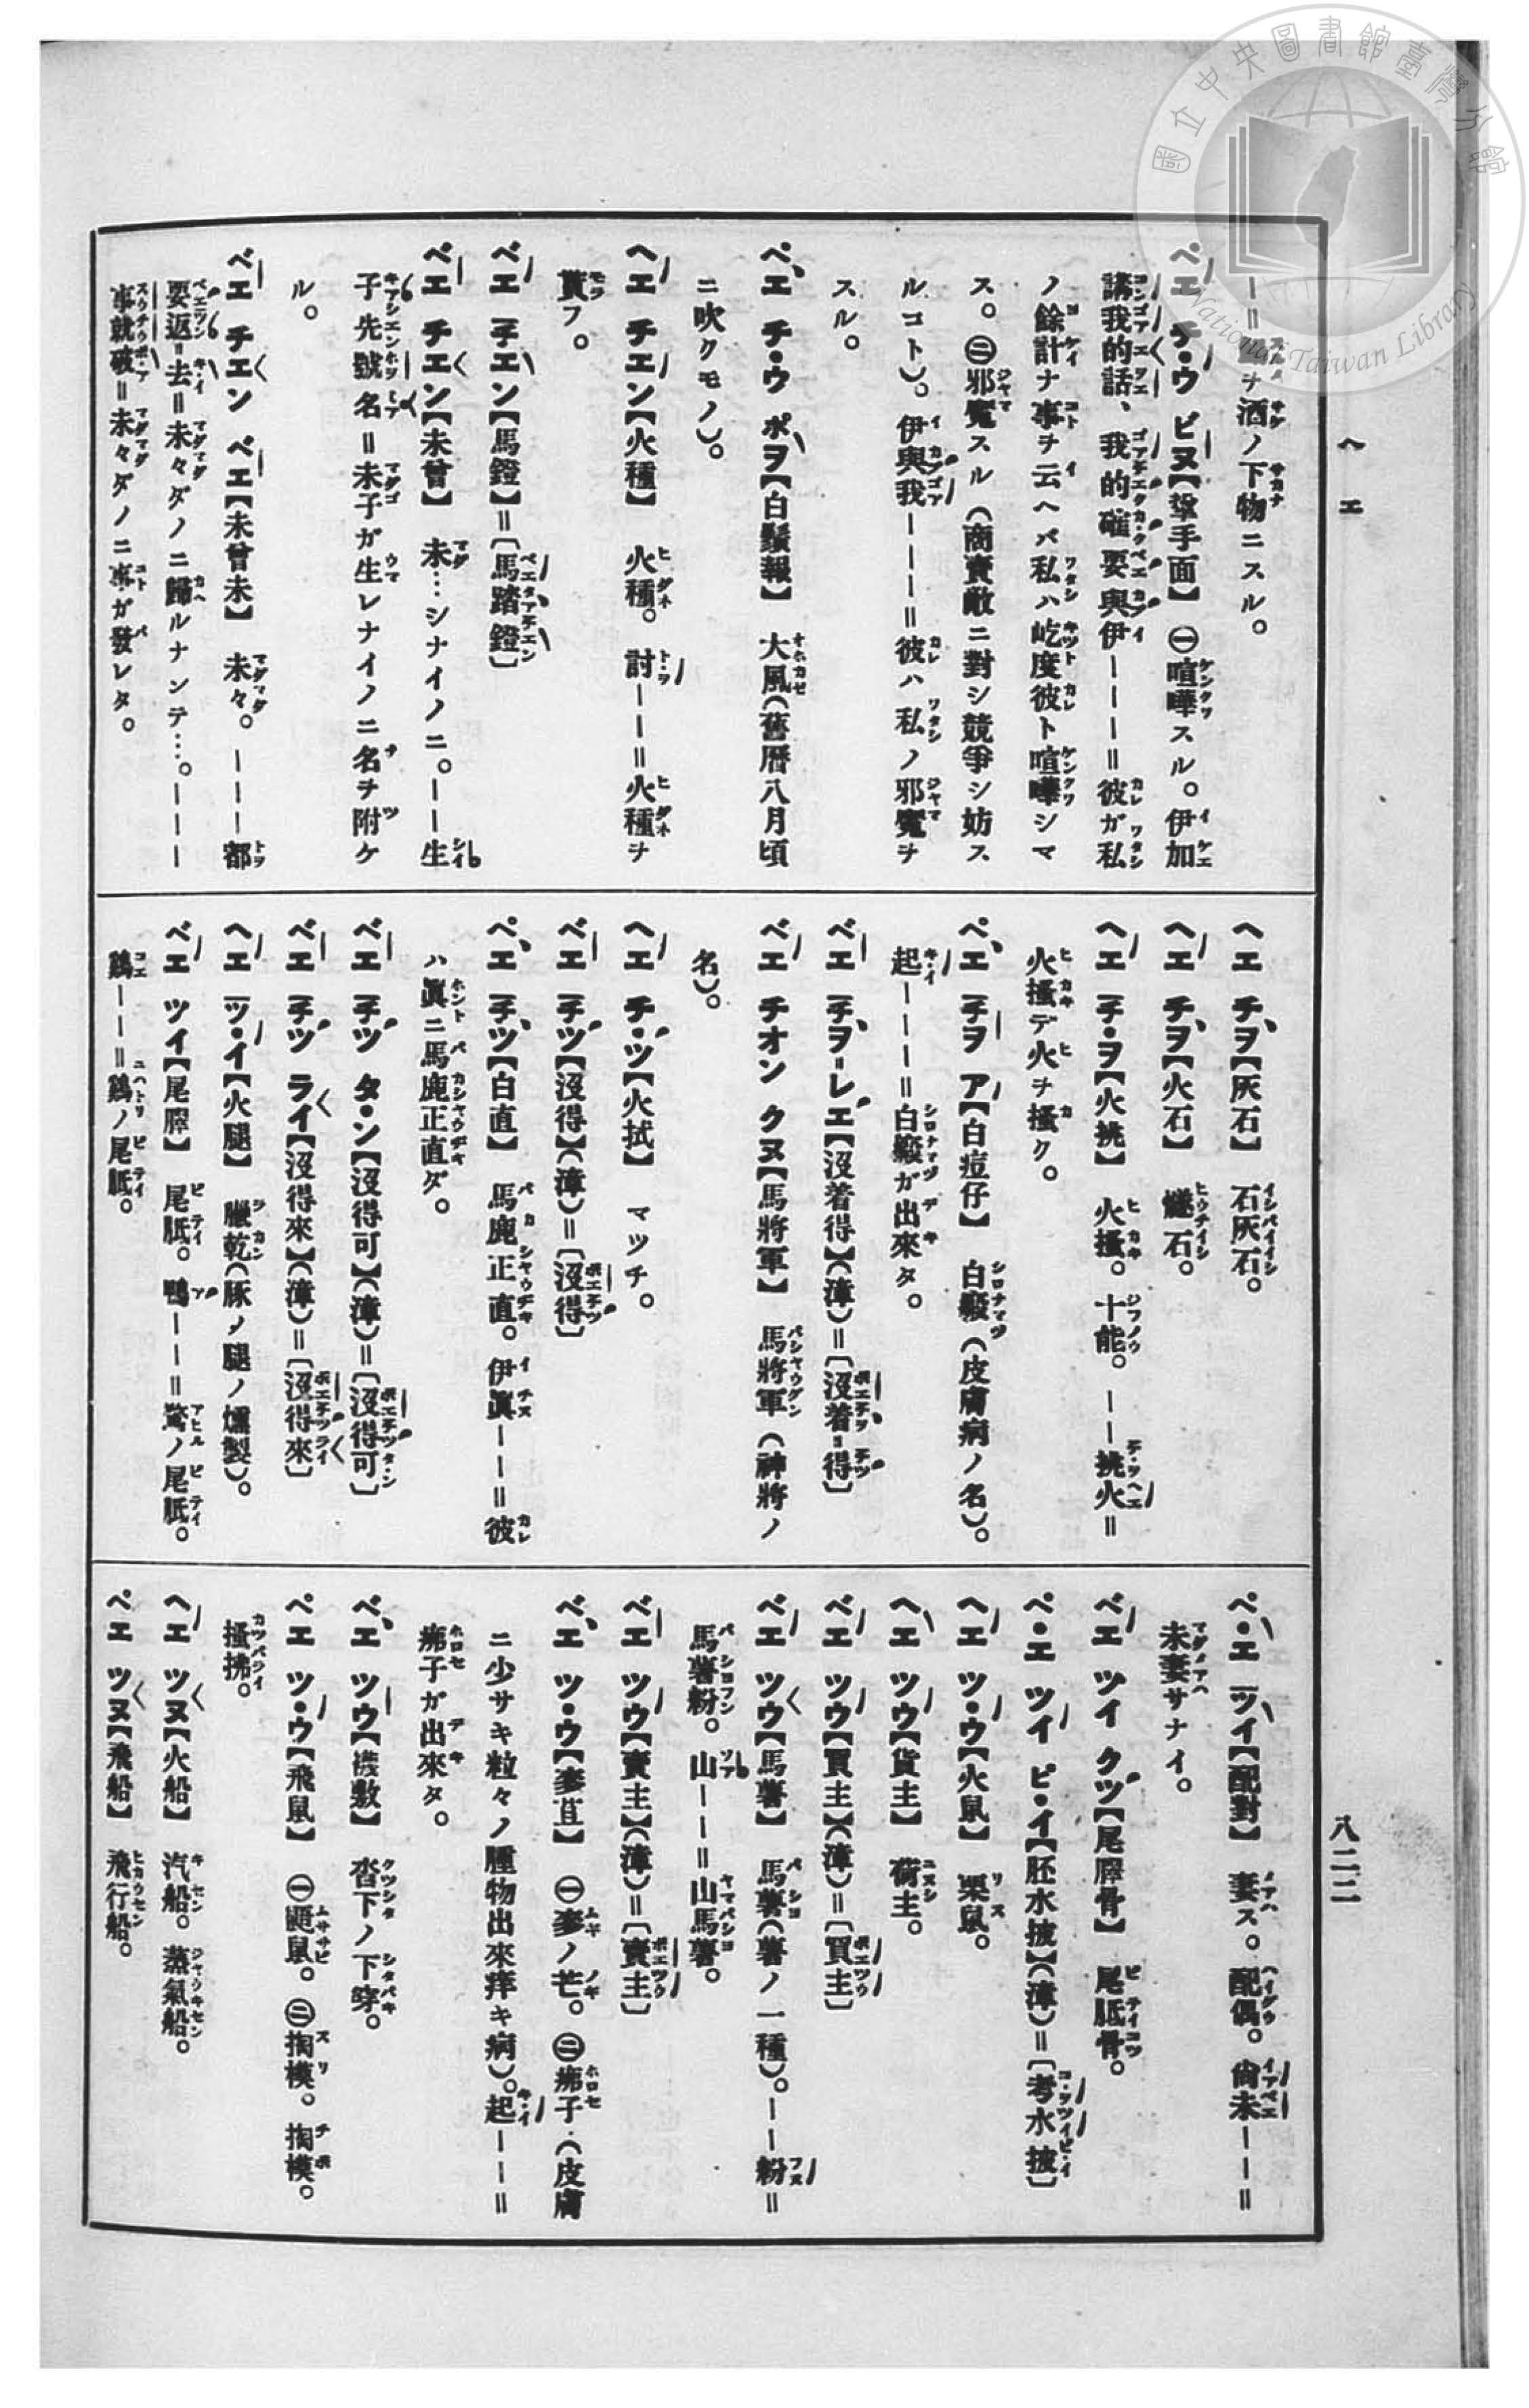 國立中央圖書館臺灣分館
National Taiwan Library
ヘエ
八二二
ヲ酒ノ下物ニスル。
ペエ チ・ウ ビヌ【掌手面】 ㊀喧嘩スル。伊加
講我的話、我的確要與伊———＝彼ガ私
ノ餘計ナ事ヲ云ヘバ私ハ屹度彼ト喧嘩シマ
ス。㊁邪魔スル（商賣敵ニ對シ競爭シ妨ス
ルコト）。伊與我———＝彼ハ私ノ邪魔ヲ
スル。
ペエ チ・ウ ポヲ【白鬚報】 大風（舊曆八月頃
ニ吹クモノ）。
ヘエ チエン【火種】 火種。討——＝火種ヲ
貰フ。
ベエ チエン【馬鐙】＝〔馬踏鐙〕
ベエ チエン【未曾】 未…シナイノニ。——生
子先號名＝未子ガ生レナイノニ名ヲ附ケ
ル。
ベエ チエン ベエ【未曾未】 未々。———都
要返＝去＝未々ダノニ歸ルナンテ…。———
事就破＝未々ダノニ事ガ發レタ。
ヘエ チヲ【灰石】 石灰石。
ヘエ チヲ【火石】 燧石。
ヘエ チ・ヲ【火挑】 火搔。十能。——挑火＝
火搔デ火ヲ搔ク。
ペエ チヲ ア【白痣仔】 白癜（皮膚病ノ名）。
起———＝白癜ガ出來タ。
ベエ チヲ＝レエ【沒着得】（漳）＝〔沒着＝得〕
ベエ チオン クヌ【馬將軍】 馬將軍（神將ノ
名）。
ヘエ チ・ツ【火拭】 マツチ。
ベエ チツ【沒得】（漳）＝〔沒得〕
ペエ チツ【白直】 馬鹿正直。伊眞——＝彼
ハ眞ニ馬鹿正直ダ。
ベエ チツ タ・ン【沒得可】（漳）＝〔沒得可〕
ベエ チツ ライ【沒得來】（漳）＝〔沒得來〕
ヘエ ツ・イ【火腿】 臘乾（豚ノ腿ノ燻製）。
ベエ ツイ【尾脽】 尾胝。鴨——＝鶩ノ尾胝。
鷄——＝鷄ノ尾胝。
ペ・エ ツイ【配對】 妻ス。配偶。尙未——＝
未妻サナイ。
ベエ ツイ クツ【尾脽骨】 尾胝骨。
ペ・エ ツイ ピ・イ【胚水披】（漳）＝〔考水披〕
ヘエ ツ・ウ【火鼠】 栗鼠。
ヘエ ツウ【貨主】 荷主。
ベエ ツウ【買主】（漳）＝〔買主〕
ベエ ツウ【馬薯】 馬薯（薯ノ一種）。——粉＝
馬薯粉。山——＝山馬薯。
ベエ ツウ【賣主】（漳）＝〔賣主〕
ベエ ツ・ウ【麥苴】 ㊀麥ノ芒。㊁疿子（皮膚
ニ少サキ粒々ノ腫物出來痒キ病）。起——＝
疿子ガ出來タ。
ベエ ツウ【襪敷】 沓下ノ下穿。
ペエ ツ・ウ【飛鼠】 ㊀鼯鼠。㊁掏模。掏模。
搔拂。
ヘエ ツヌ【火船】 汽船。蒸氣船。
ペエ ツヌ【飛船】 飛行船。